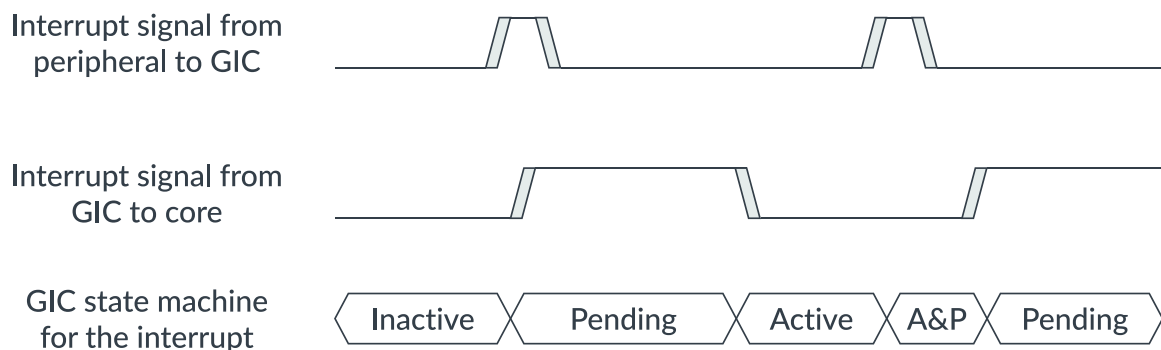 Interrupt signal from
peripheral to GIC
Interrupt signal from
GIC to core
GIC state machine
for the interrupt
Inactive Pending Active A&P Pending